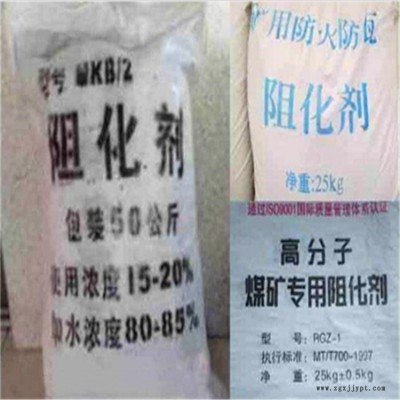 型号 WKB/2
阻化剂
包装50公斤
使用浓度15-20%
加水浓度80-85%
矿用防火防瓦
阻化剂
净重:25kg
通过ISO9001国际质量管理体系认证
高分子
煤矿专用阻化剂
型 号:RGZ-1
执行标准:MT/T700-1997
净 重:25kg±0.5kg
www.zgxjjypt.com